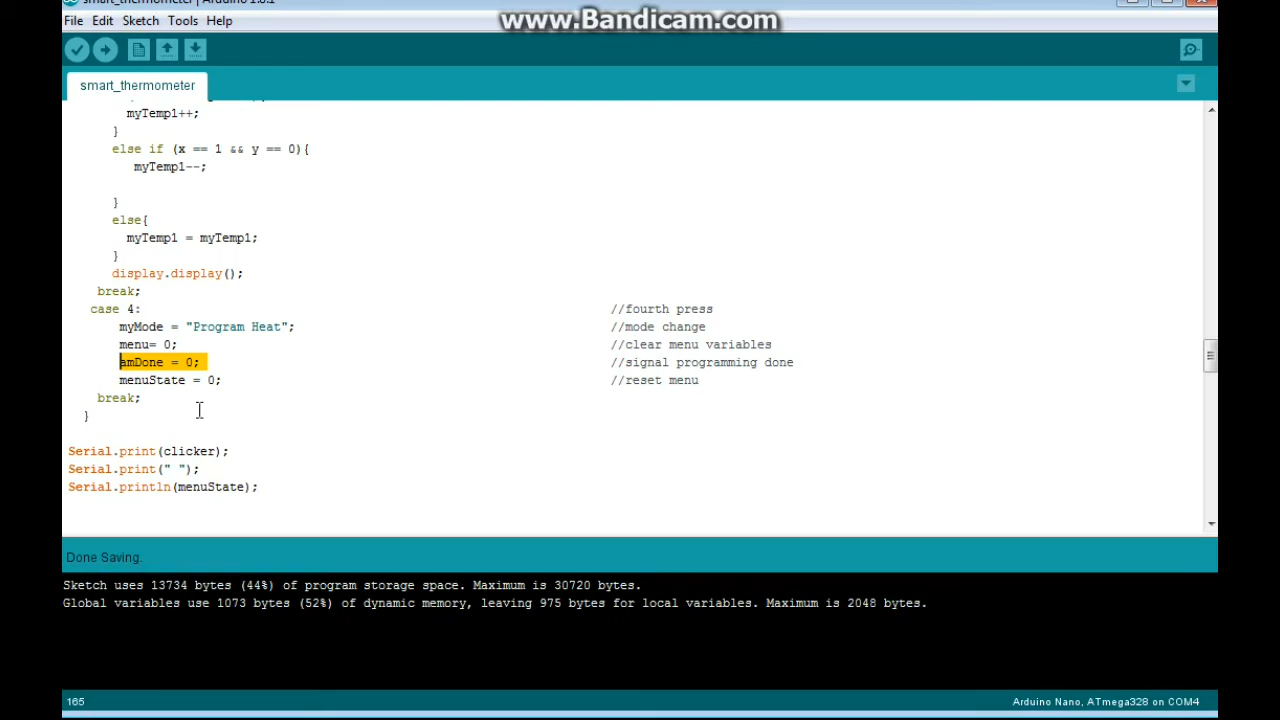 smart_thermometer | Arduino 1.8.1
www.Bandicam.com
File Edit Sketch Tools Help
smart_thermometer
myTemp1++;
}
else if (x == 1 && y == 0){
myTemp1--;
}
else{
myTemp1 = myTemp1;
}
display.display();
break;
case 4: //fourth press
myMode = "Program Heat"; //mode change
menu= 0; //clear menu variables
amDone = 0; //signal programming done
menuState = 0; //reset menu
break;
}
Serial.print(clicker);
Serial.print(" ");
Serial.println(menuState);
Done Saving.
Sketch uses 13734 bytes (44%) of program storage space. Maximum is 30720 bytes.
Global variables use 1073 bytes (52%) of dynamic memory, leaving 975 bytes for local variables. Maximum is 2048 bytes.
165 Arduino Nano, ATmega328 on COM4